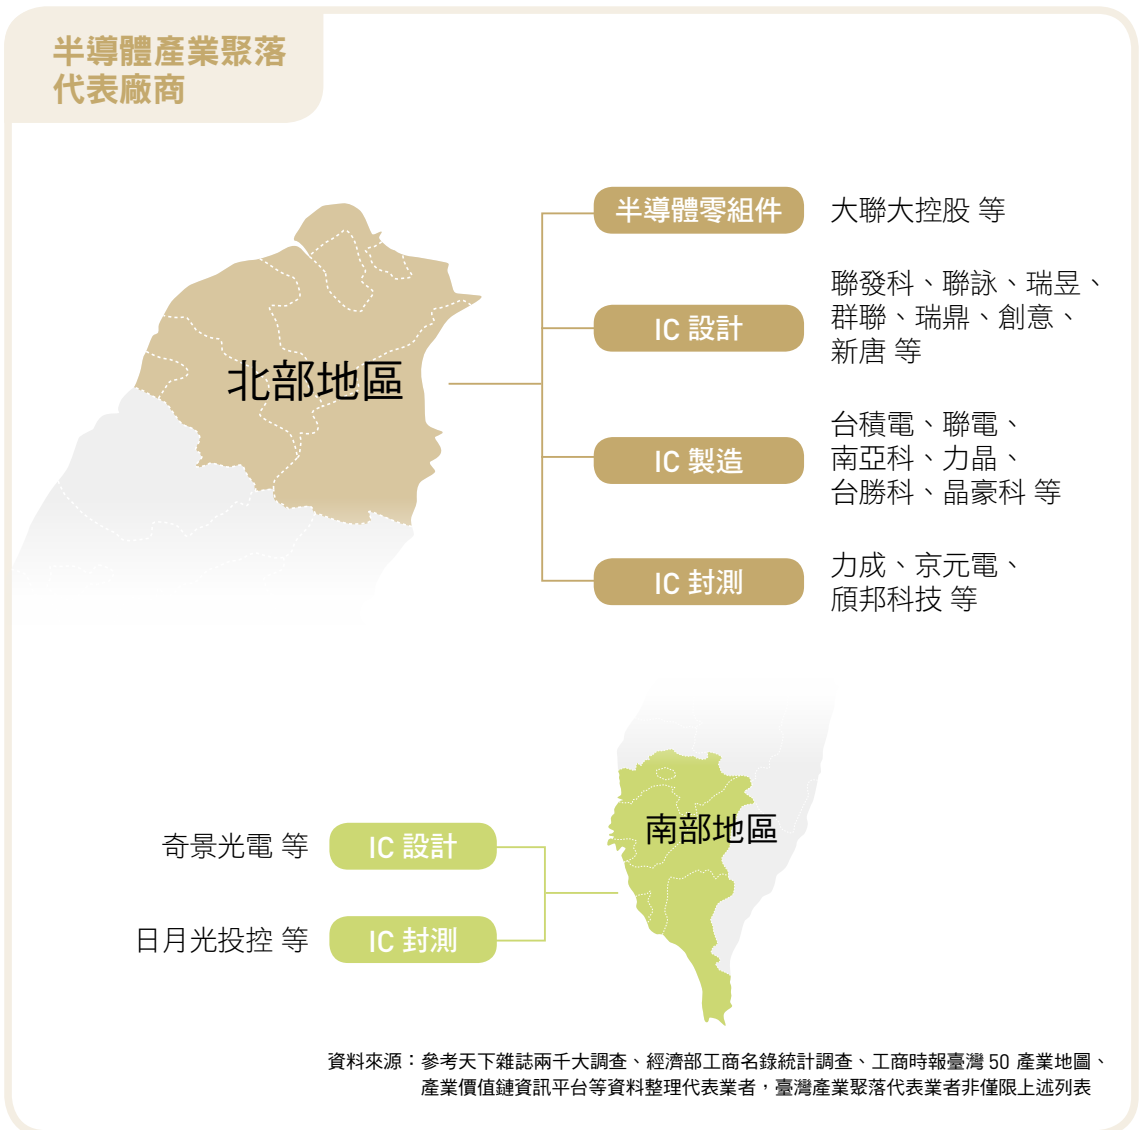 半導體產業聚落
代表廠商
北部地區
半導體零組件
大聯大控股 等
IC 設計
聯發科、聯詠、瑞昱、
群聯、瑞鼎、創意、
新唐 等
IC 製造
台積電、聯電、
南亞科、力晶、
台勝科、晶豪科 等
IC 封測
力成、京元電、
頎邦科技 等
南部地區
奇景光電 等
IC 設計
日月光投控 等
IC 封測
資料來源：參考天下雜誌兩千大調查、經濟部工商名錄統計調查、工商時報臺灣 50 產業地圖、
產業價值鏈資訊平台等資料整理代表業者，臺灣產業聚落代表業者非僅限上述列表